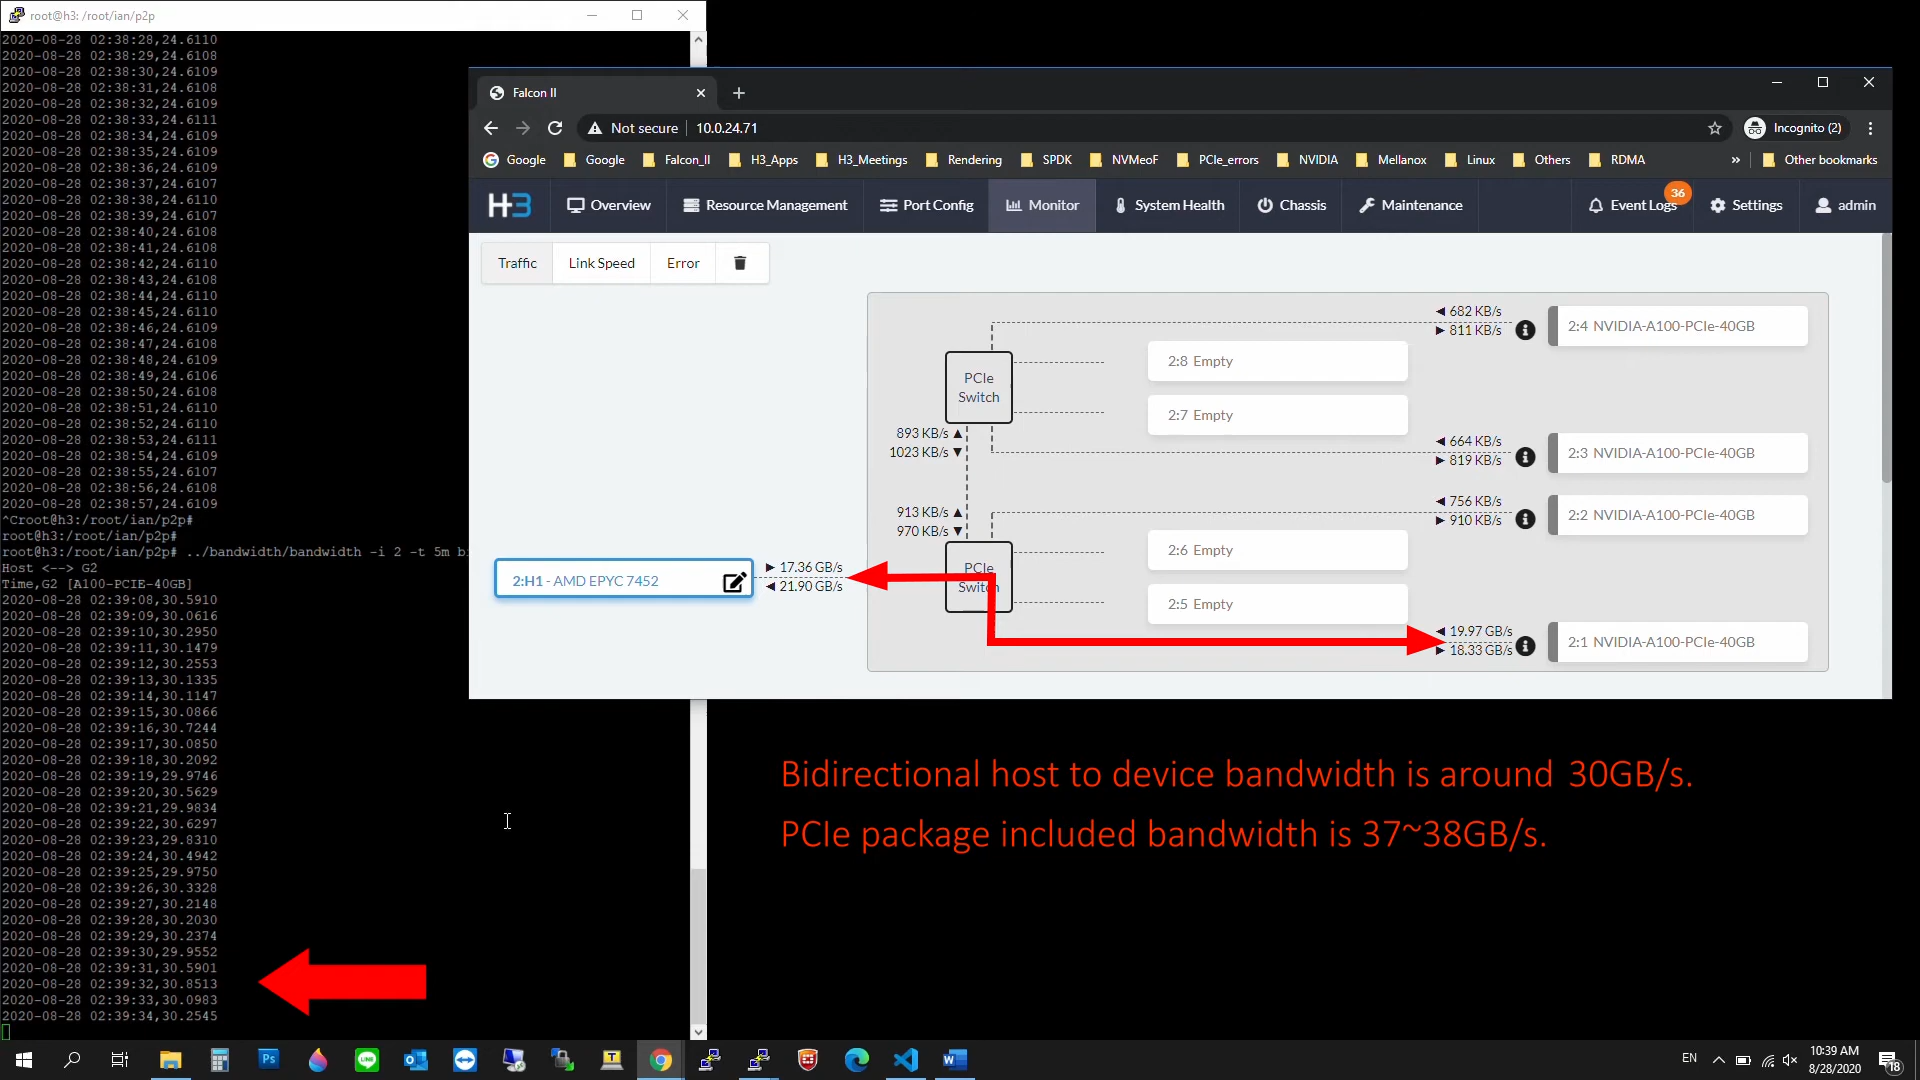 root@h3: /root/ian/p2p
2020-08-28 02:38:28,24.6110
2020-08-28 02:38:29,24.6108
2020-08-28 02:38:30,24.6109
2020-08-28 02:38:31,24.6108
2020-08-28 02:38:32,24.6109
2020-08-28 02:38:33,24.6111
2020-08-28 02:38:34,24.6109
2020-08-28 02:38:35,24.6109
2020-08-28 02:38:36,24.6109
2020-08-28 02:38:37,24.6107
2020-08-28 02:38:38,24.6110
2020-08-28 02:38:39,24.6107
2020-08-28 02:38:40,24.6108
2020-08-28 02:38:41,24.6108
2020-08-28 02:38:42,24.6110
2020-08-28 02:38:43,24.6108
2020-08-28 02:38:44,24.6110
2020-08-28 02:38:45,24.6110
2020-08-28 02:38:46,24.6109
2020-08-28 02:38:47,24.6108
2020-08-28 02:38:48,24.6109
2020-08-28 02:38:49,24.6106
2020-08-28 02:38:50,24.6108
2020-08-28 02:38:51,24.6110
2020-08-28 02:38:52,24.6110
2020-08-28 02:38:53,24.6111
2020-08-28 02:38:54,24.6109
2020-08-28 02:38:55,24.6107
2020-08-28 02:38:56,24.6108
2020-08-28 02:38:57,24.6109
^Croot@h3:/root/ian/p2p#
root@h3:/root/ian/p2p#
root@h3:/root/ian/p2p# ../bandwidth/bandwidth -i 2 -t 5m bi
Host <--> G2
Time,G2 [A100-PCIE-40GB]
2020-08-28 02:39:08,30.5910
2020-08-28 02:39:09,30.0616
2020-08-28 02:39:10,30.2950
2020-08-28 02:39:11,30.1479
2020-08-28 02:39:12,30.2553
2020-08-28 02:39:13,30.1335
2020-08-28 02:39:14,30.1147
2020-08-28 02:39:15,30.0866
2020-08-28 02:39:16,30.7244
2020-08-28 02:39:17,30.0850
2020-08-28 02:39:18,30.2092
2020-08-28 02:39:19,29.9746
2020-08-28 02:39:20,30.5629
2020-08-28 02:39:21,29.9834
2020-08-28 02:39:22,30.6297
2020-08-28 02:39:23,29.8310
2020-08-28 02:39:24,30.4942
2020-08-28 02:39:25,29.9750
2020-08-28 02:39:26,30.3328
2020-08-28 02:39:27,30.2148
2020-08-28 02:39:28,30.2030
2020-08-28 02:39:29,30.2374
2020-08-28 02:39:30,29.9552
2020-08-28 02:39:31,30.5901
2020-08-28 02:39:32,30.8513
2020-08-28 02:39:33,30.0983
2020-08-28 02:39:34,30.2545
Falcon II
Not secure 10.0.24.71 Incognito (2)
Google Google Falcon_II H3_Apps H3_Meetings Rendering SPDK NVMeoF PCIe_errors NVIDIA Mellanox Linux Others RDMA » Other bookmarks
H3 Overview Resource Management Port Config Monitor System Health Chassis Maintenance Event Logs 36 Settings admin
Traffic Link Speed Error
◀ 682 KB/s
▶ 811 KB/s
2:4 NVIDIA-A100-PCIe-40GB
2:8 Empty
PCIe
Switch
2:7 Empty
893 KB/s ▲
1023 KB/s ▼
◀ 664 KB/s
▶ 819 KB/s
2:3 NVIDIA-A100-PCIe-40GB
913 KB/s ▲
970 KB/s ▼
◀ 756 KB/s
▶ 910 KB/s
2:2 NVIDIA-A100-PCIe-40GB
2:6 Empty
2:H1 - AMD EPYC 7452
▶ 17.36 GB/s
◀ 21.90 GB/s
PCIe
Switch
2:5 Empty
◀ 19.97 GB/s
▶ 18.33 GB/s
2:1 NVIDIA-A100-PCIe-40GB
Bidirectional host to device bandwidth is around 30GB/s.
PCIe package included bandwidth is 37~38GB/s.
Ps
LINE
T
W
EN
10:39 AM
8/28/2020
18